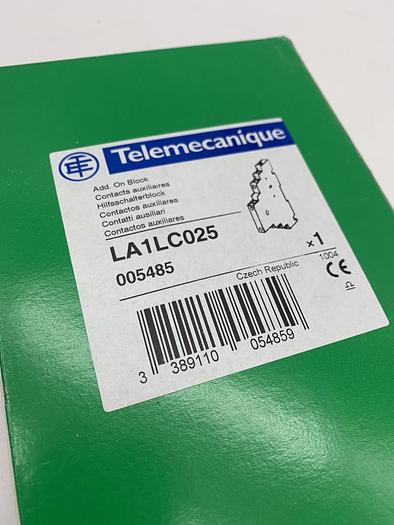 Telemecanique
Add. On Block
Contacts auxiliaires
Hilfsschalterblock
Contactos auxiliares
Contatti ausiliari
Contactos auxiliares
LA1LC025
005485
x1
Czech Republic
1004
CE
3 389110 054859